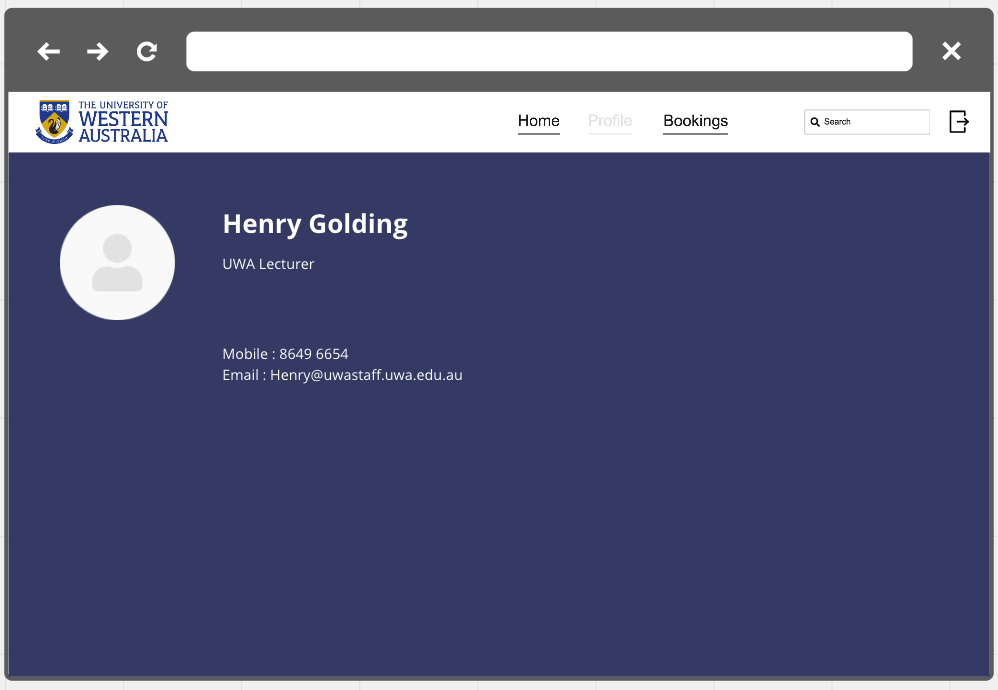 THE UNIVERSITY OF
WESTERN
AUSTRALIA
Home Profile Bookings Search
Henry Golding
UWA Lecturer
Mobile : 8649 6654
Email : Henry@uwastaff.uwa.edu.au